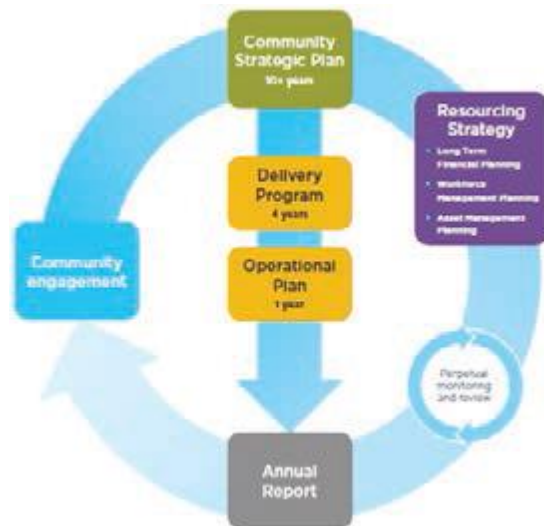 Community
Strategic Plan
10+ years
Resourcing
Strategy
• Long Term
Financial Planning
• Workforce
Management Planning
• Asset Management
Planning
Delivery
Program
4 years
Community
engagement
Operational
Plan
1 year
Perpetual
monitoring
and review
Annual
Report